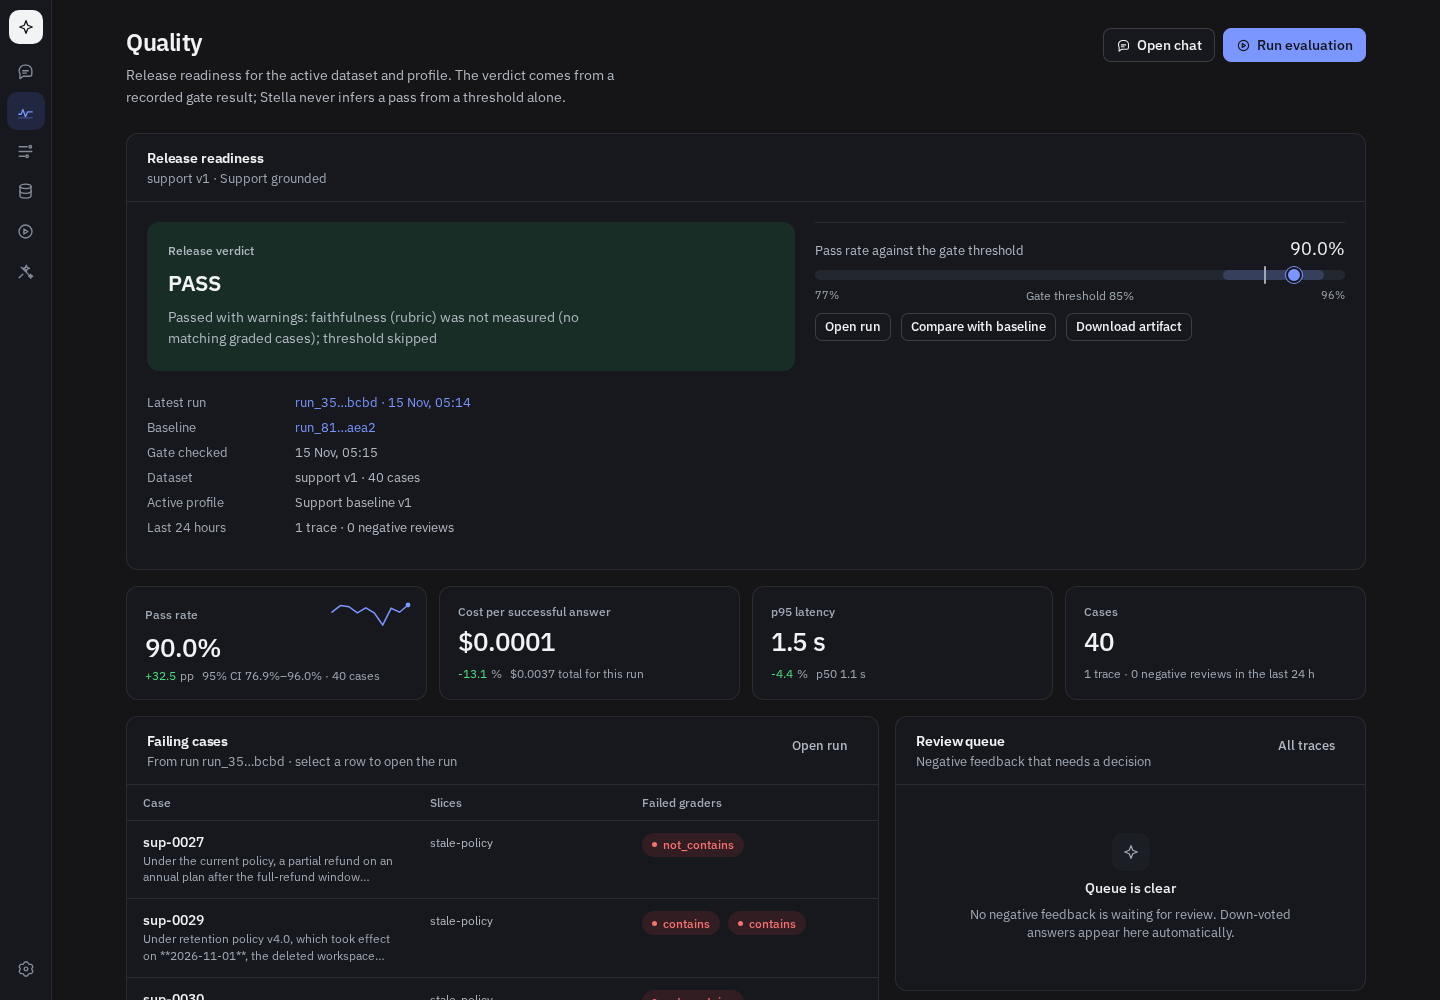 Quality
Open chat
Run evaluation
Release readiness for the active dataset and profile. The verdict comes from a
recorded gate result; Stella never infers a pass from a threshold alone.
Release readiness
support v1 · Support grounded
Release verdict
PASS
Passed with warnings: faithfulness (rubric) was not measured (no
matching graded cases); threshold skipped
Pass rate against the gate threshold
90.0%
77%
Gate threshold 85%
96%
Open run
Compare with baseline
Download artifact
Latest run
run_35…bcbd · 15 Nov, 05:14
Baseline
run_81…aea2
Gate checked
15 Nov, 05:15
Dataset
support v1 · 40 cases
Active profile
Support baseline v1
Last 24 hours
1 trace · 0 negative reviews
Pass rate
90.0%
+32.5 pp 95% CI 76.9%–96.0% · 40 cases
Cost per successful answer
$0.0001
-13.1 % $0.0037 total for this run
p95 latency
1.5 s
-4.4 % p50 1.1 s
Cases
40
1 trace · 0 negative reviews in the last 24 h
Failing cases
From run run_35…bcbd · select a row to open the run
Open run
Case
Slices
Failed graders
sup-0027
Under the current policy, a partial refund on an
annual plan after the full-refund window…
stale-policy
not_contains
sup-0029
Under retention policy v4.0, which took effect
on **2026-11-01**, the deleted workspace…
stale-policy
contains
contains
sup-0030
stale-policy
Review queue
Negative feedback that needs a decision
All traces
Queue is clear
No negative feedback is waiting for review. Down-voted
answers appear here automatically.